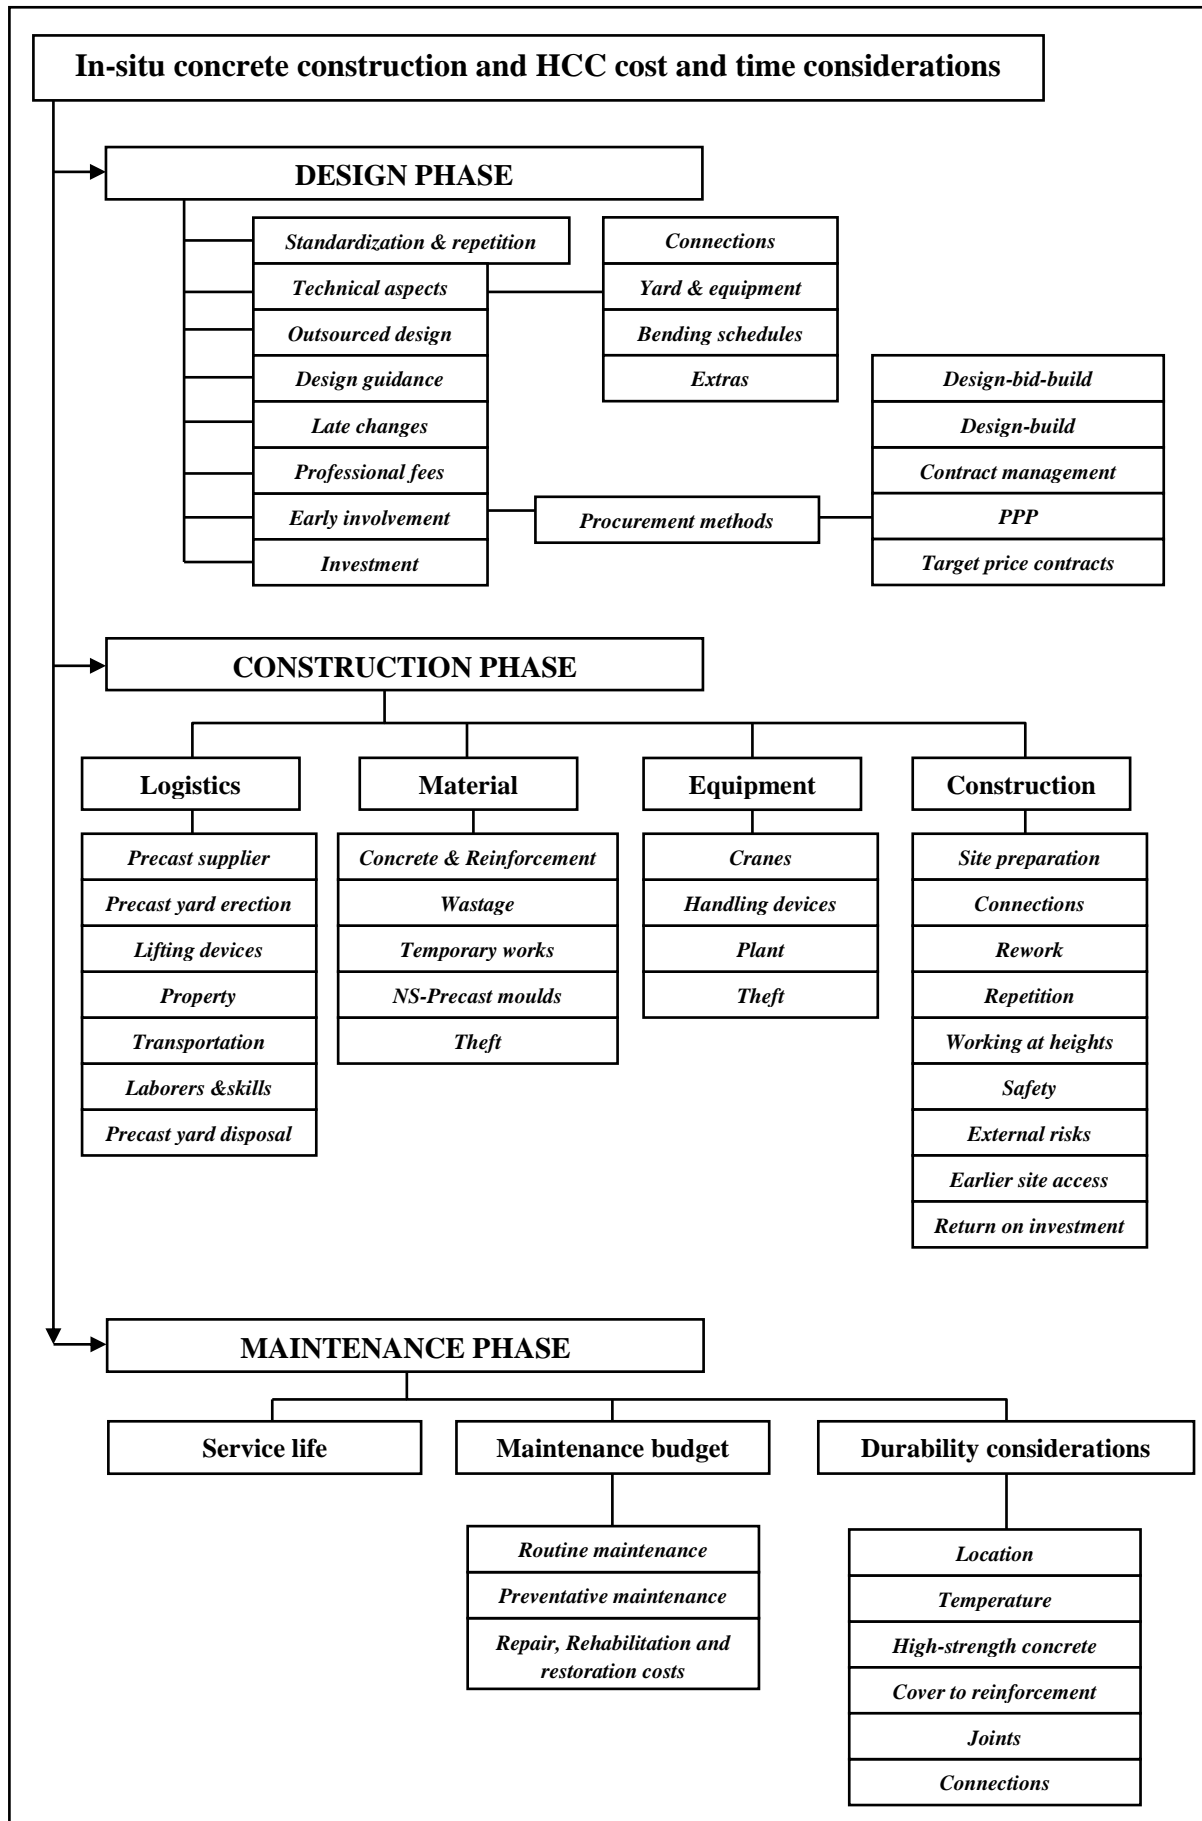 In-situ concrete construction and HCC cost and time considerations
DESIGN PHASE
Standardization & repetition
Technical aspects
Outsourced design
Design guidance
Late changes
Professional fees
Early involvement
Investment
Connections
Yard & equipment
Bending schedules
Extras
Procurement methods
Design-bid-build
Design-build
Contract management
PPP
Target price contracts
CONSTRUCTION PHASE
Logistics
Precast supplier
Precast yard erection
Lifting devices
Property
Transportation
Laborers &skills
Precast yard disposal
Material
Concrete & Reinforcement
Wastage
Temporary works
NS-Precast moulds
Theft
Equipment
Cranes
Handling devices
Plant
Theft
Construction
Site preparation
Connections
Rework
Repetition
Working at heights
Safety
External risks
Earlier site access
Return on investment
MAINTENANCE PHASE
Service life
Maintenance budget
Routine maintenance
Preventative maintenance
Repair, Rehabilitation and
restoration costs
Durability considerations
Location
Temperature
High-strength concrete
Cover to reinforcement
Joints
Connections